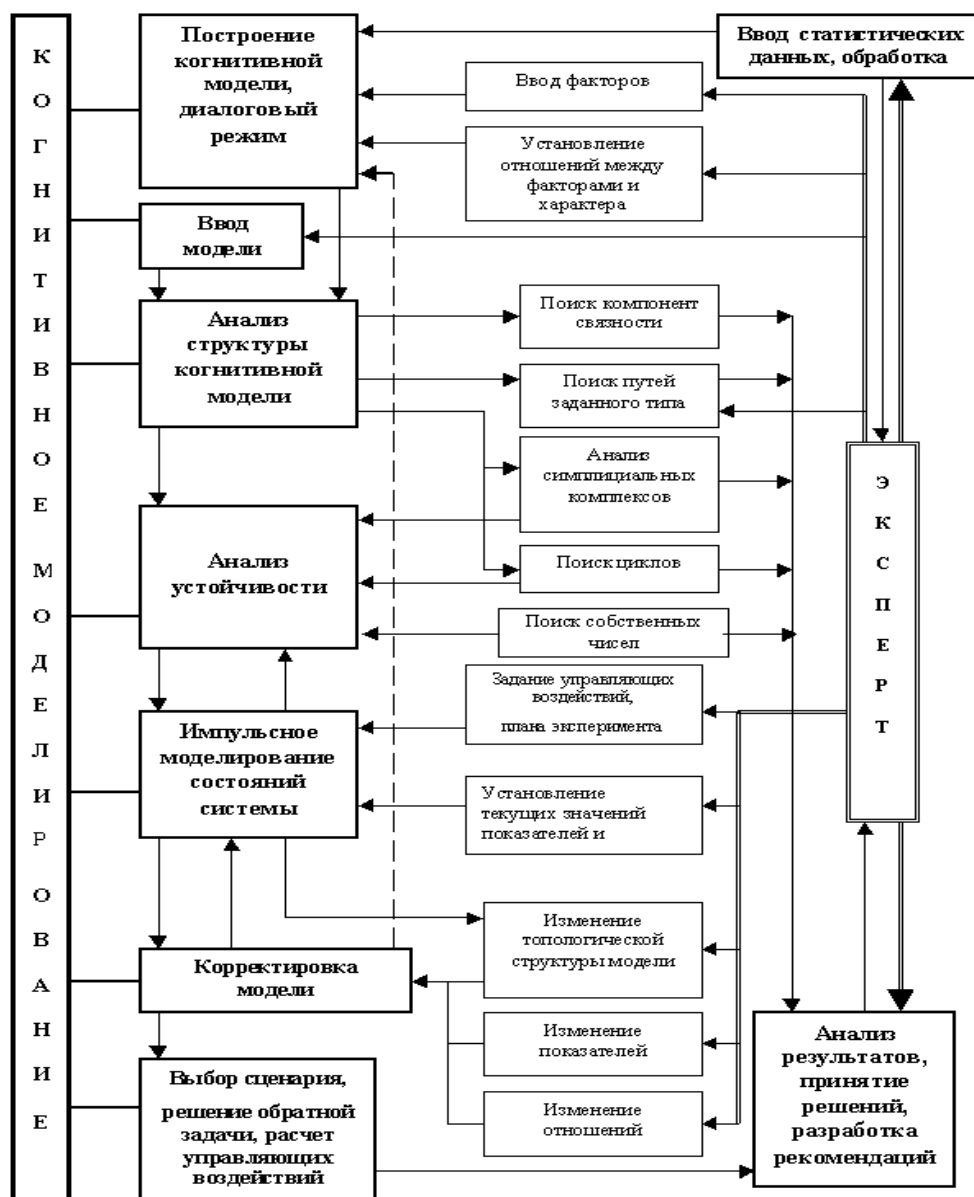 КОГНИТИВНОЕ МОДЕЛИРОВАНИЕ
Построение
когнитивной
модели,
диалоговый
режим
Ввод статистических
данных, обработка
Ввод факторов
Установление
отношений между
факторами и
характера
Ввод
модели
Анализ
структуры
когнитивной
модели
Поиск компонент
связности
Поиск путей
заданного типа
Анализ
симплициальных
комплексов
ЭКСПЕРТ
Анализ
устойчивости
Поиск циклов
Поиск собственных
чисел
Задание управляющих
воздействий,
плана эксперимента
Импульсное
моделирование
состояний
системы
Установление
текущих значений
показателей и
Изменение
топологической
структуры модели
Корректировка
модели
Изменение
показателей
Изменение
отношений
Анализ
результатов,
принятие
решений,
разработка
рекомендаций
Выбор сценария,
решение обратной
задачи, расчет
управляющих
воздействий